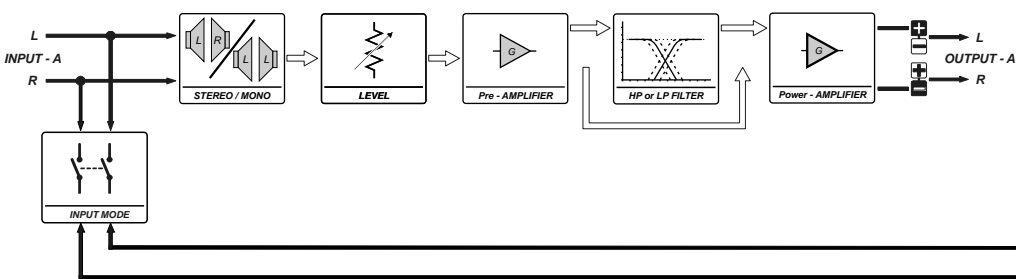 L
INPUT - A
R
L R
L L
STEREO / MONO
LEVEL
G
Pre - AMPLIFIER
HP or LP FILTER
G
Power - AMPLIFIER
+
−
L
OUTPUT - A
+
−
R
INPUT MODE